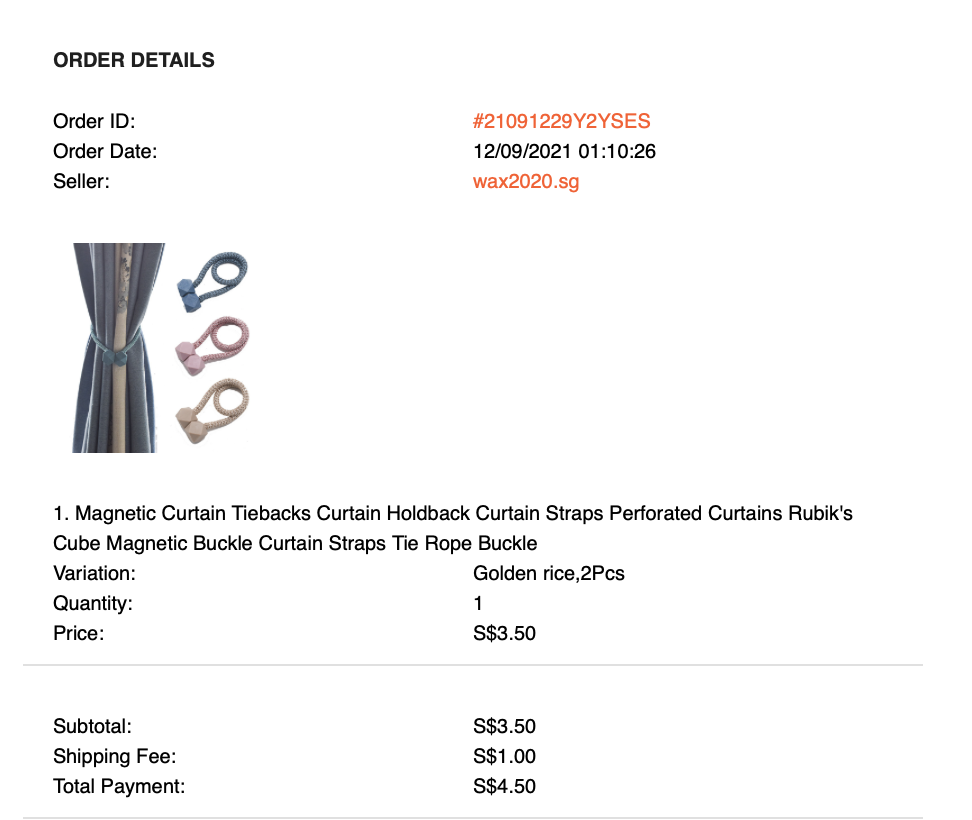 ORDER DETAILS
Order ID: #21091229Y2YSES
Order Date: 12/09/2021 01:10:26
Seller: wax2020.sg
1. Magnetic Curtain Tiebacks Curtain Holdback Curtain Straps Perforated Curtains Rubik's
Cube Magnetic Buckle Curtain Straps Tie Rope Buckle
Variation: Golden rice,2Pcs
Quantity: 1
Price: S$3.50
Subtotal: S$3.50
Shipping Fee: S$1.00
Total Payment: S$4.50